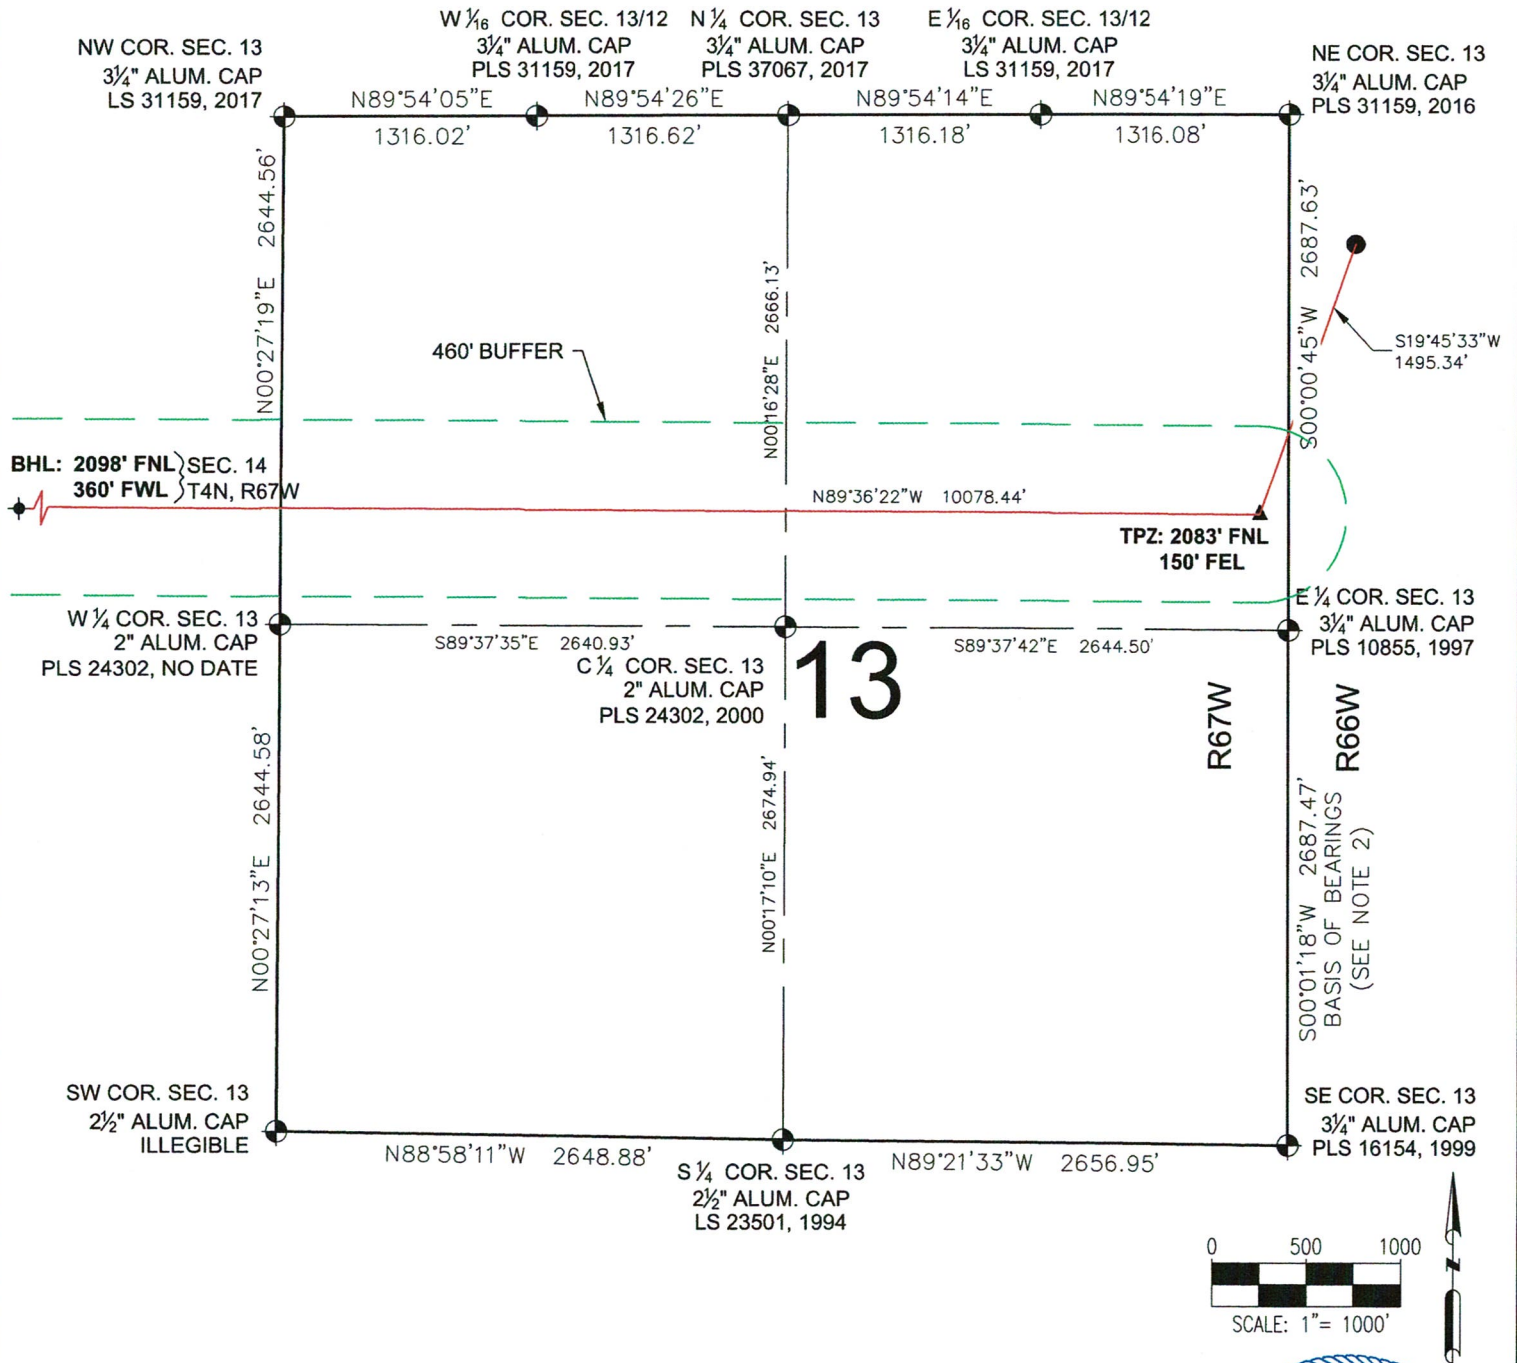 NW COR. SEC. 13
3¼" ALUM. CAP
LS 31159, 2017
W 1⁄16 COR. SEC. 13/12
3¼" ALUM. CAP
PLS 31159, 2017
N ¼ COR. SEC. 13
3¼" ALUM. CAP
PLS 37067, 2017
E 1⁄16 COR. SEC. 13/12
3¼" ALUM. CAP
LS 31159, 2017
NE COR. SEC. 13
3¼" ALUM. CAP
PLS 31159, 2016
N89°54'05"E
1316.02'
N89°54'26"E
1316.62'
N89°54'14"E
1316.18'
N89°54'19"E
1316.08'
N00°27'19"E 2644.56'
N00°16'28"E 2666.13'
S00°00'45"W 2687.63'
S19°45'33"W
1495.34'
460' BUFFER
BHL: 2098' FNL
360' FWL
SEC. 14
T4N, R67W
N89°36'22"W 10078.44'
TPZ: 2083' FNL
150' FEL
W ¼ COR. SEC. 13
2" ALUM. CAP
PLS 24302, NO DATE
S89°37'35"E 2640.93'
C ¼ COR. SEC. 13
2" ALUM. CAP
PLS 24302, 2000
13
S89°37'42"E 2644.50'
E ¼ COR. SEC. 13
3¼" ALUM. CAP
PLS 10855, 1997
R67W
R66W
N00°27'13"E 2644.58'
N00°17'10"E 2674.94'
S00°01'18"W 2687.47'
BASIS OF BEARINGS
(SEE NOTE 2)
SW COR. SEC. 13
2½" ALUM. CAP
ILLEGIBLE
N88°58'11"W 2648.88'
S ¼ COR. SEC. 13
2½" ALUM. CAP
LS 23501, 1994
N89°21'33"W 2656.95'
SE COR. SEC. 13
3¼" ALUM. CAP
PLS 16154, 1999
0 500 1000
SCALE: 1"= 1000'
N